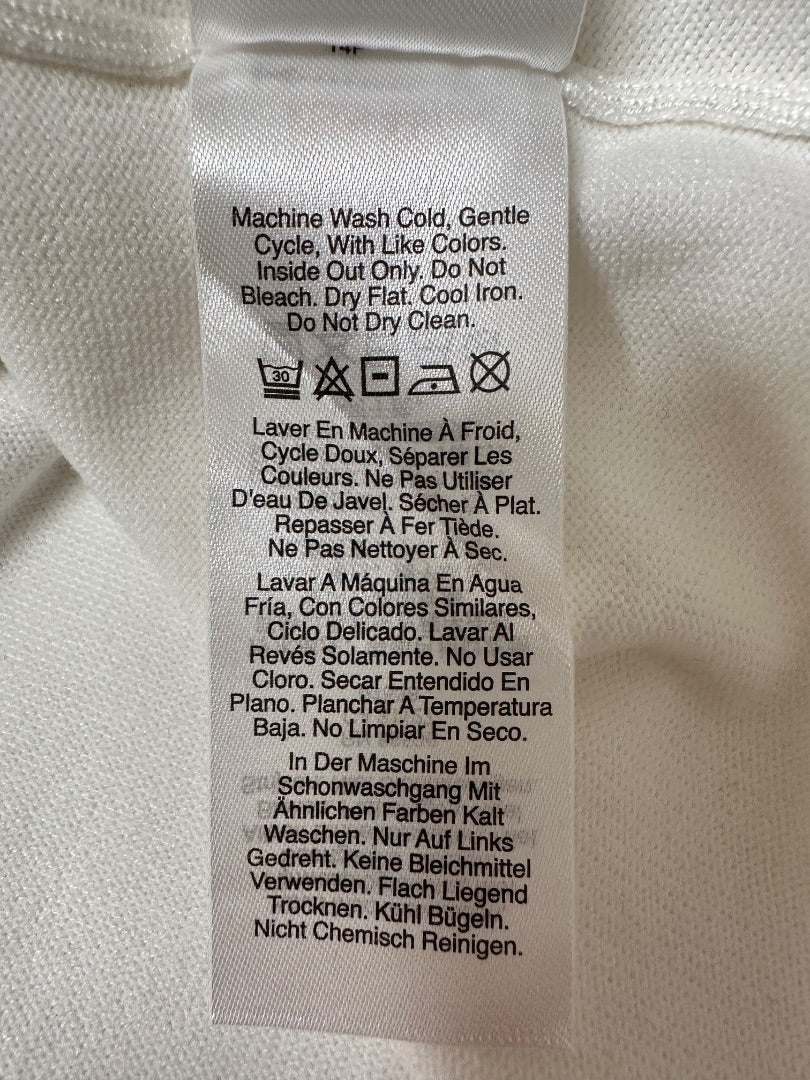 Machine Wash Cold, Gentle
Cycle, With Like Colors.
Inside Out Only. Do Not
Bleach. Dry Flat. Cool Iron.
Do Not Dry Clean.
30
Laver En Machine À Froid,
Cycle Doux, Séparer Les
Couleurs. Ne Pas Utiliser
D'eau De Javel. Sécher À Plat.
Repasser À Fer Tiède.
Ne Pas Nettoyer À Sec.
Lavar A Máquina En Agua
Fría, Con Colores Similares,
Ciclo Delicado. Lavar Al
Revés Solamente. No Usar
Cloro. Secar Entendido En
Plano. Planchar A Temperatura
Baja. No Limpiar En Seco.
In Der Maschine Im
Schonwaschgang Mit
Ähnlichen Farben Kalt
Waschen. Nur Auf Links
Gedreht. Keine Bleichmittel
Verwenden. Flach Liegend
Trocknen. Kühl Bügeln.
Nicht Chemisch Reinigen.